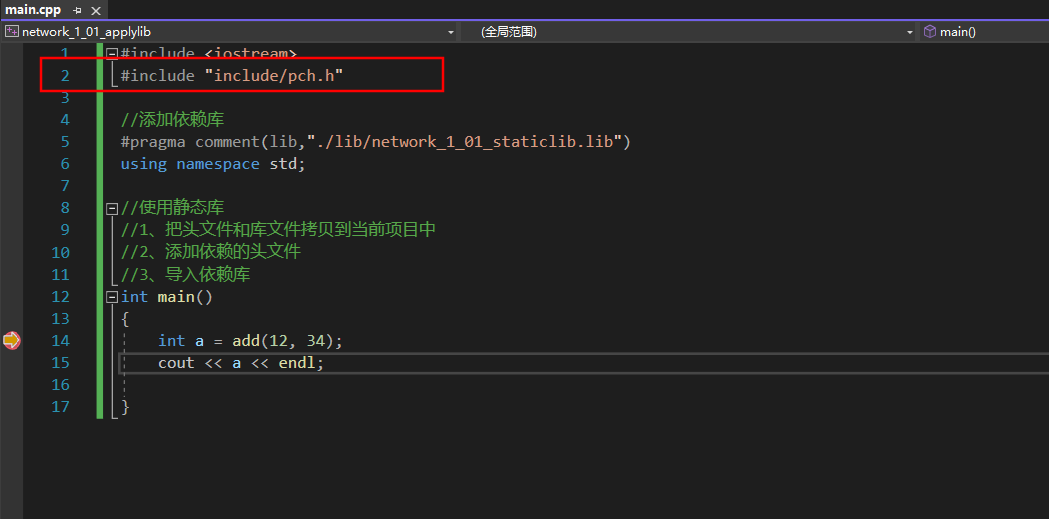 main.cpp
network_1_01_applylib (全局范围) main()
1 #include <iostream>
2 #include "include/pch.h"
3
4 //添加依赖库
5 #pragma comment(lib,"./lib/network_1_01_staticlib.lib")
6 using namespace std;
7
8 //使用静态库
9 //1、把头文件和库文件拷贝到当前项目中
10 //2、添加依赖的头文件
11 //3、导入依赖库
12 int main()
13 {
14 int a = add(12, 34);
15 cout << a << endl;
16
17 }